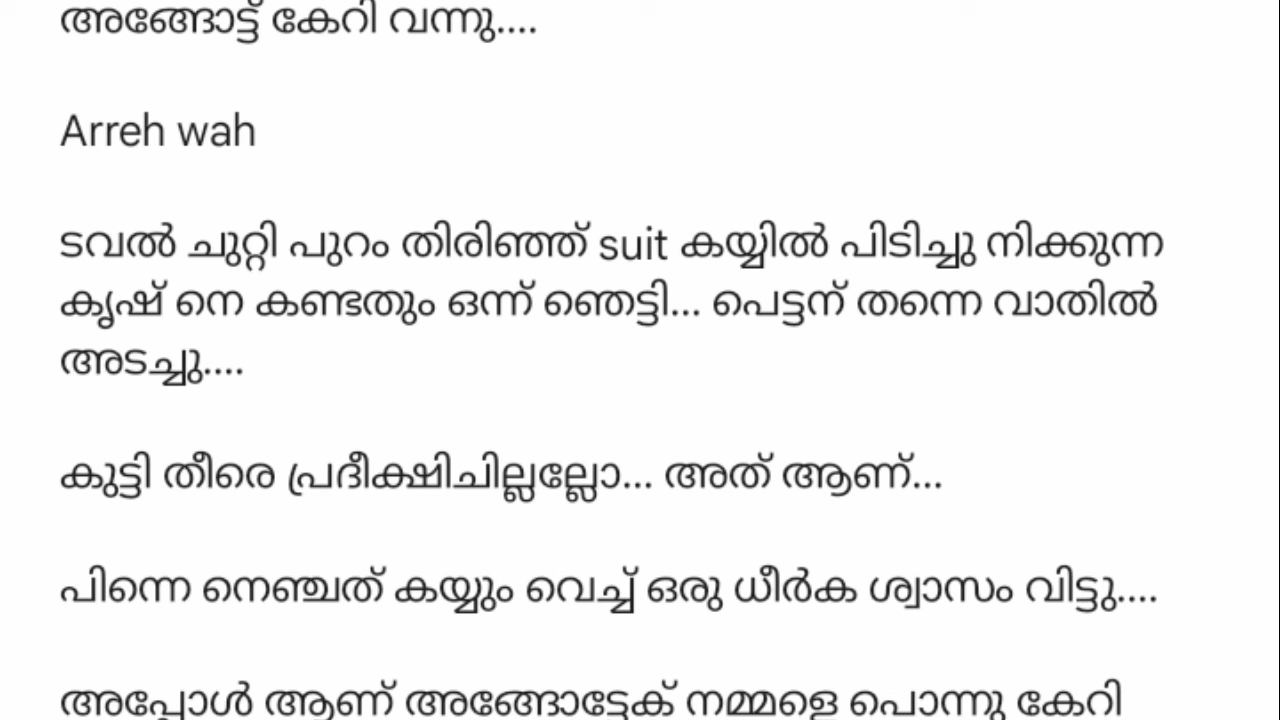 അങ്ങോട്ട് കേറി വന്നു....
Arreh wah
ടവൽ ചുറ്റി പുറം തിരിഞ്ഞ് suit കയ്യിൽ പിടിച്ചു നിക്കുന്ന
കൃഷ് നെ കണ്ടതും ഒന്ന് ഞെട്ടി... പെട്ടന് തന്നെ വാതിൽ
അടച്ചു....
കുട്ടി തീരെ പ്രദീക്ഷിചില്ലല്ലോ... അത് ആണ്...
പിന്നെ നെഞ്ചത് കയ്യും വെച്ച് ഒരു ധീർക ശ്വാസം വിട്ടു....
അപ്പോൾ ആണ് അങ്ങോട്ടേക് നമ്മളെ പൊന്നു കേറി